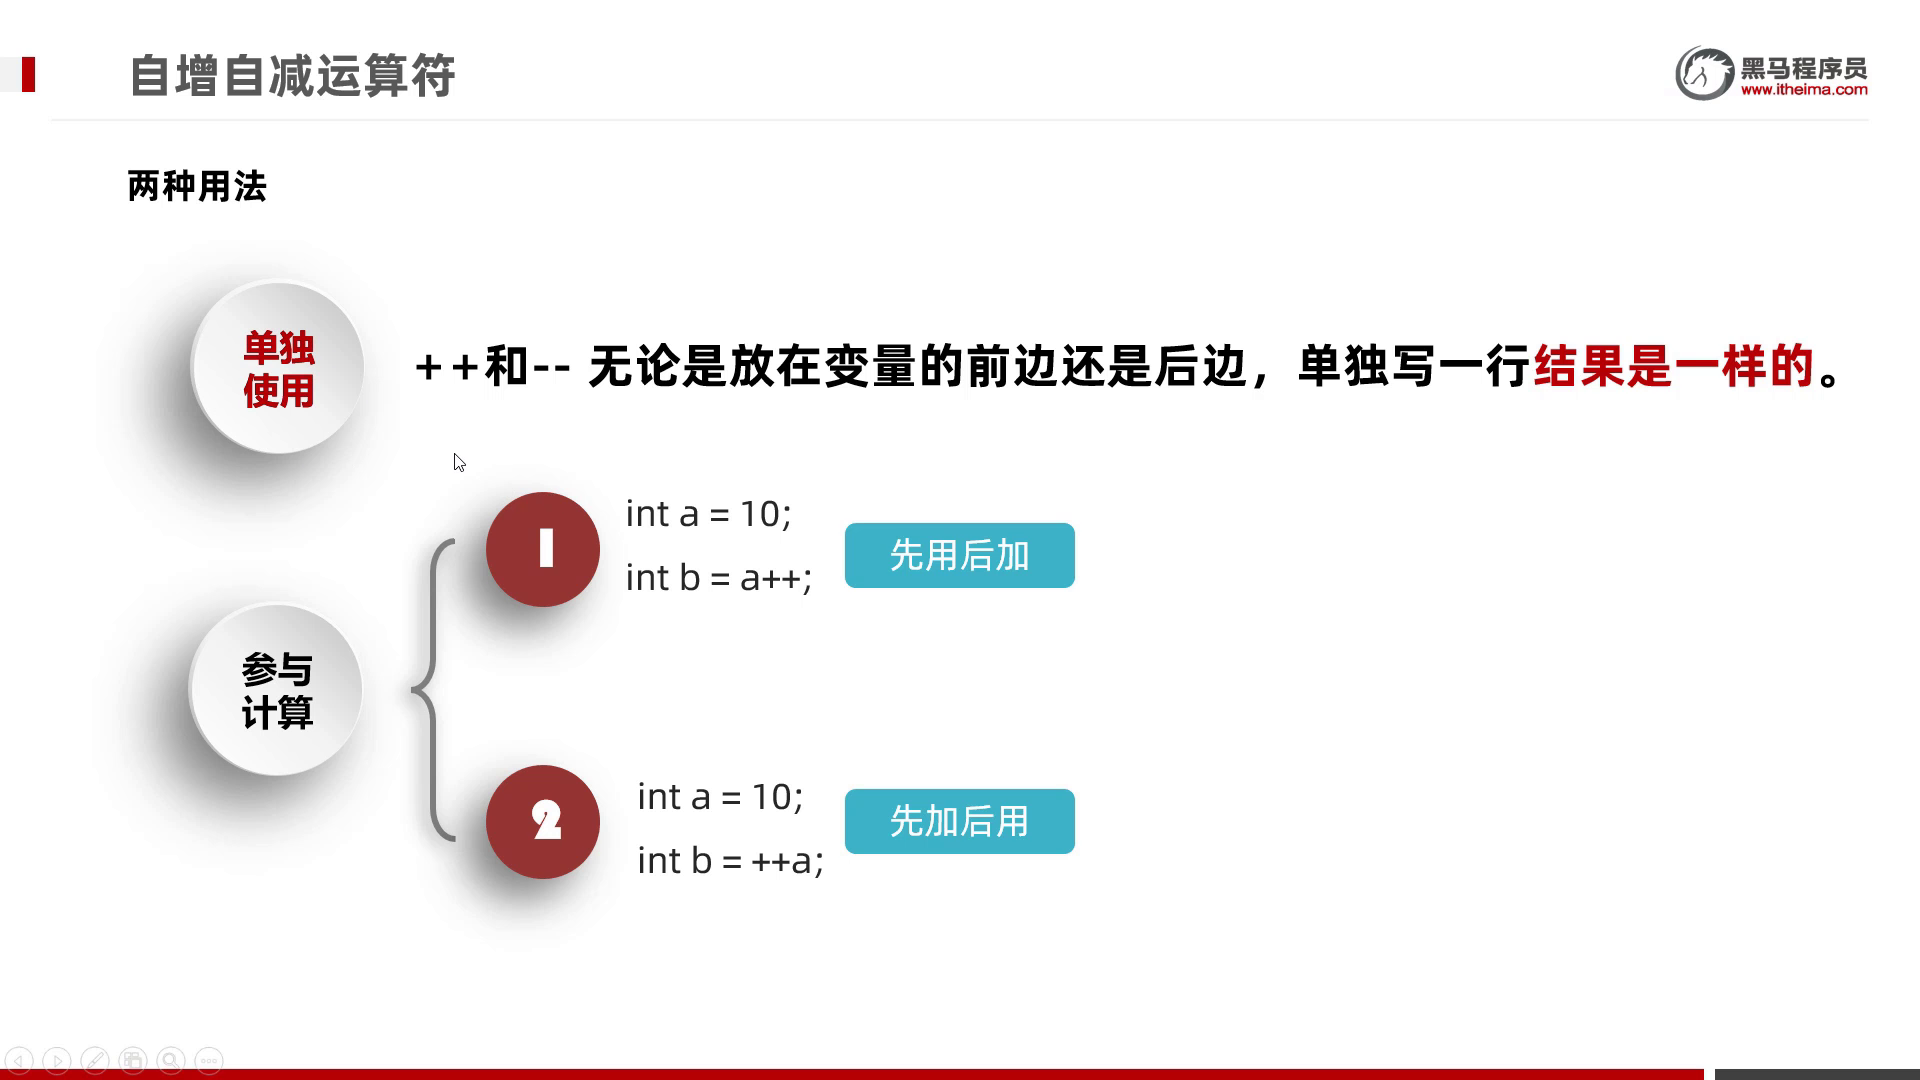 自增自减运算符
黑马程序员
www.itheima.com
两种用法
单独
使用
++和-- 无论是放在变量的前边还是后边，单独写一行结果是一样的。
1
int a = 10;
int b = a++;
先用后加
参与
计算
2
int a = 10;
int b = ++a;
先加后用